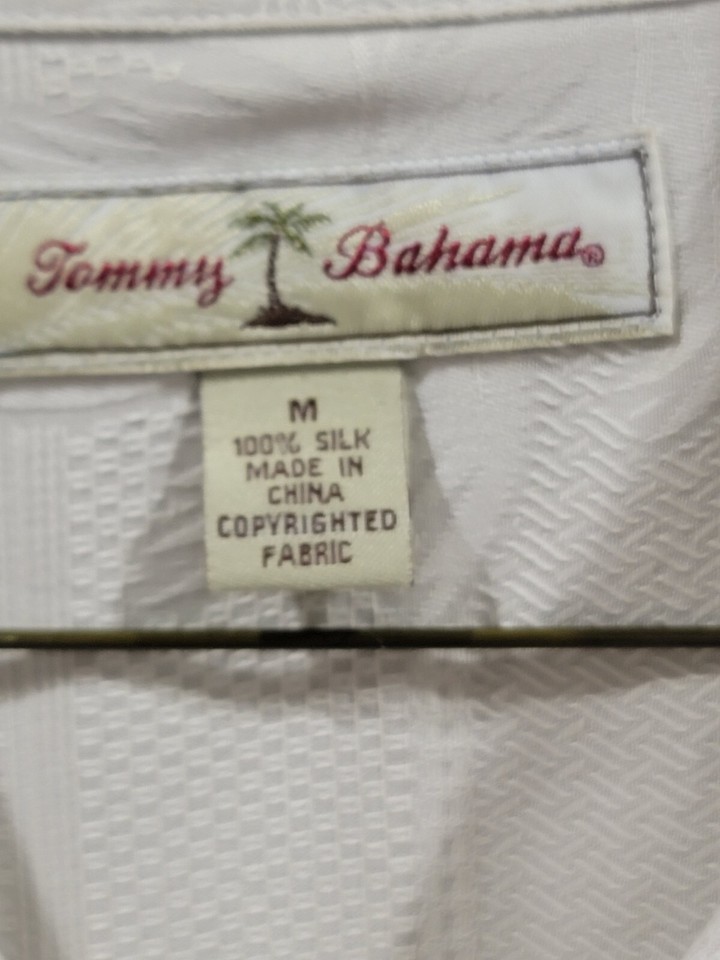 Tommy Bahama®
M
100% SILK
MADE IN
CHINA
COPYRIGHTED
FABRIC